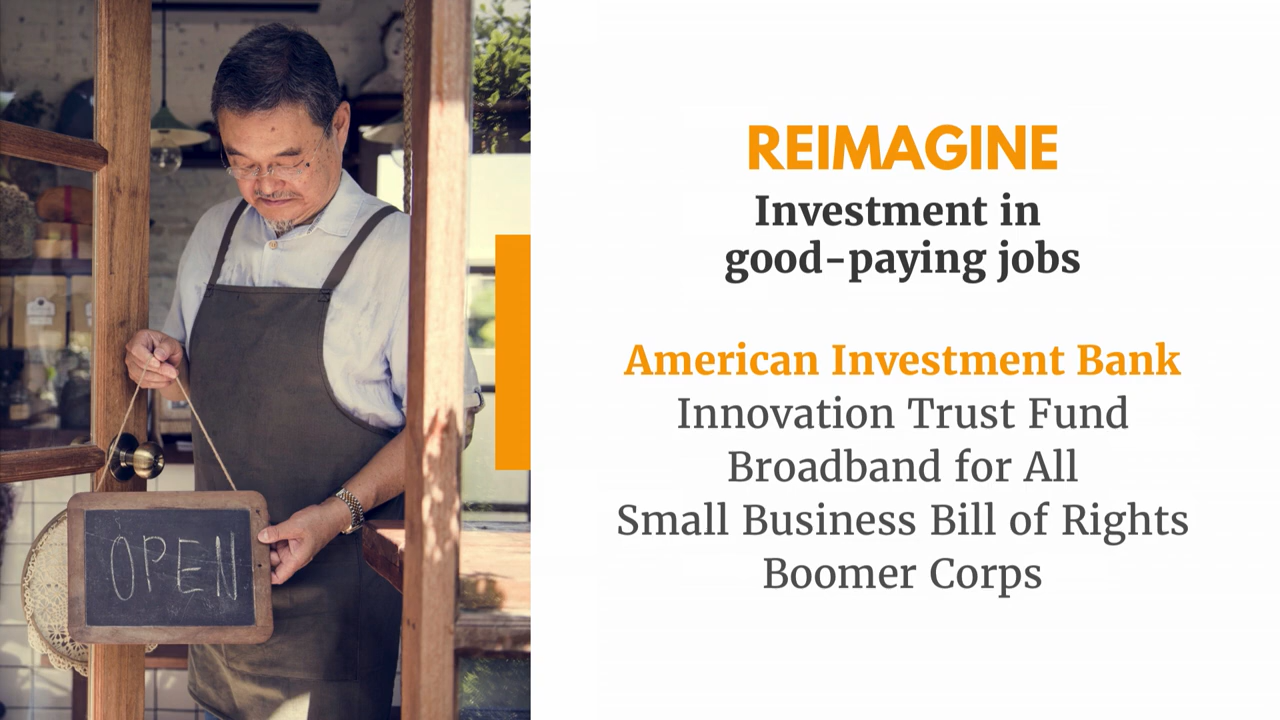 OPEN
REIMAGINE
Investment in
good-paying jobs
American Investment Bank
Innovation Trust Fund
Broadband for All
Small Business Bill of Rights
Boomer Corps